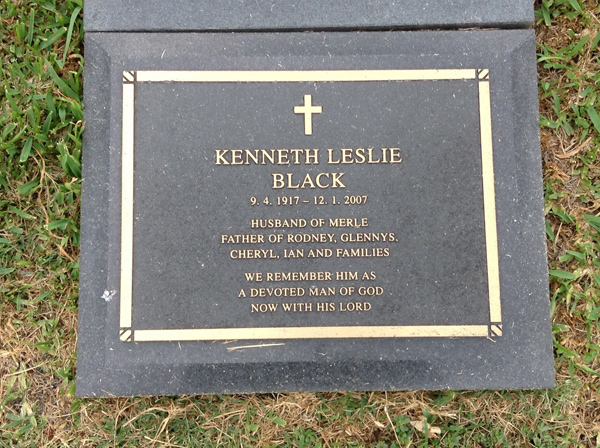 KENNETH LESLIE
BLACK
9. 4. 1917 – 12. 1. 2007
HUSBAND OF MERLE
FATHER OF RODNEY, GLENNYS,
CHERYL, IAN AND FAMILIES
WE REMEMBER HIM AS
A DEVOTED MAN OF GOD
NOW WITH HIS LORD